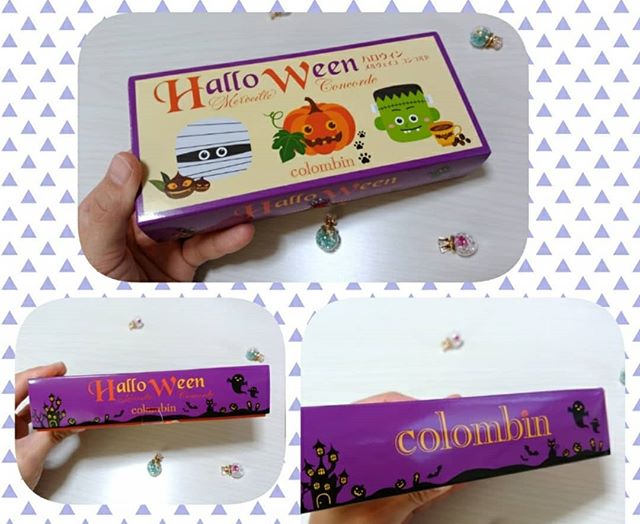 HalloWeen
ハロウィン
メルヴェイユ コンコルド
Merveille Concorde
colombin
HalloWeen
HalloWeen
Merveille Concorde
colombin
colombin